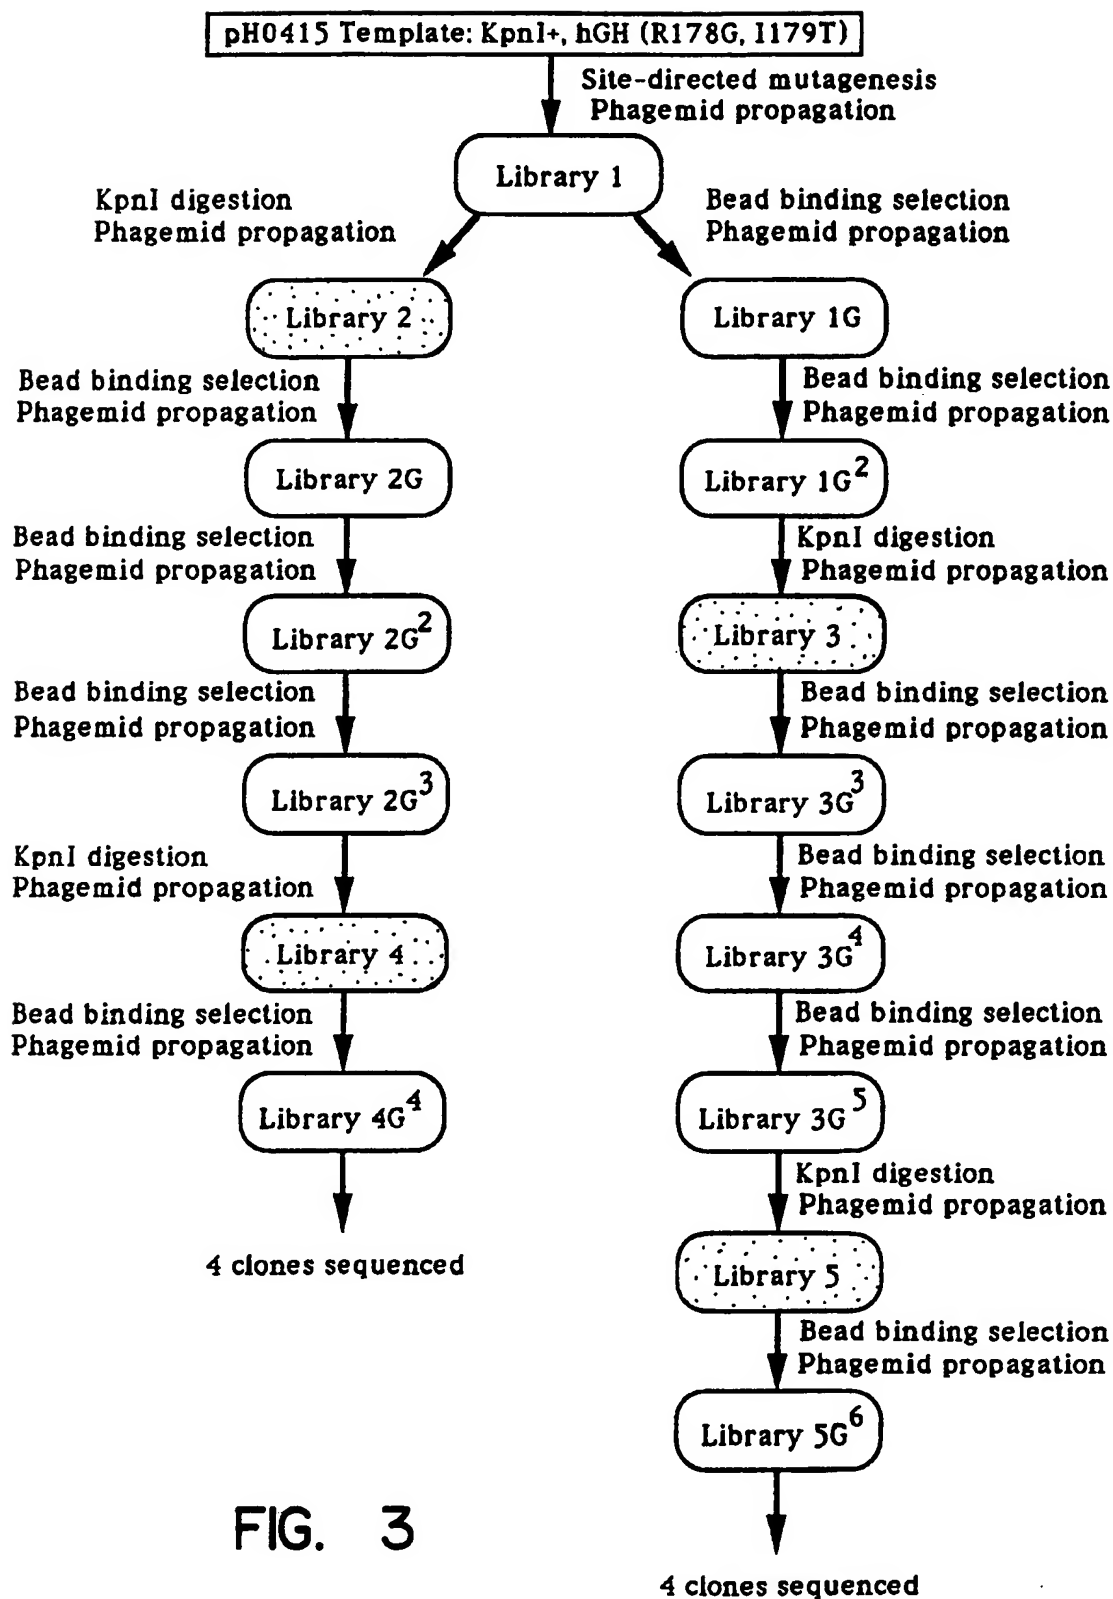 pH0415 Template: KpnI+, hGH (R178G, I179T)
Site-directed mutagenesis
Phagemid propagation
Library 1
KpnI digestion
Phagemid propagation
Bead binding selection
Phagemid propagation
Library 2
Library 1G
Bead binding selection
Phagemid propagation
Bead binding selection
Phagemid propagation
Library 2G
Library 1G²
Bead binding selection
Phagemid propagation
KpnI digestion
Phagemid propagation
Library 2G²
Library 3
Bead binding selection
Phagemid propagation
Bead binding selection
Phagemid propagation
Library 2G³
Library 3G³
KpnI digestion
Phagemid propagation
Bead binding selection
Phagemid propagation
Library 4
Library 3G⁴
Bead binding selection
Phagemid propagation
Bead binding selection
Phagemid propagation
Library 4G⁴
Library 3G⁵
KpnI digestion
Phagemid propagation
4 clones sequenced
Library 5
Bead binding selection
Phagemid propagation
Library 5G⁶
FIG. 3
4 clones sequenced